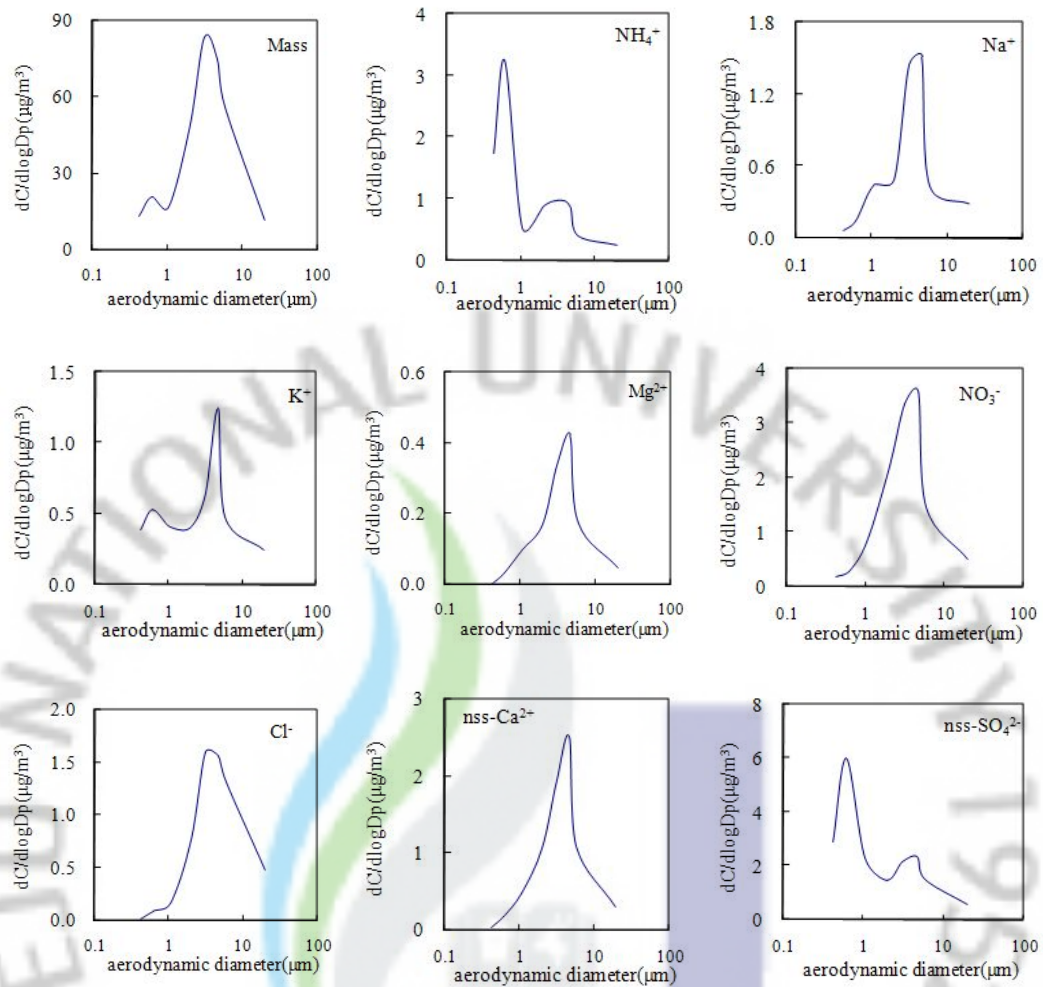 Mass
dC/dlogDp(μg/m³)
90
60
30
0
0.1 1 10 100
aerodynamic diameter(μm)
NH₄⁺
dC/dlogDp(μg/m³)
4
3
2
1
0
0.1 1 10 100
aerodynamic diameter(μm)
Na⁺
dC/dlogDp(μg/m³)
1.8
1.2
0.6
0.0
0.1 1 10 100
aerodynamic diameter(μm)
K⁺
dC/dlogDp(μg/m³)
1.5
1.0
0.5
0.0
0.1 1 10 100
aerodynamic diameter(μm)
Mg²⁺
dC/dlogDp(μg/m³)
0.6
0.4
0.2
0.0
0.1 1 10 100
aerodynamic diameter(μm)
NO₃⁻
dC/dlogDp(μg/m³)
4
3
2
1
0
0.1 1 10 100
aerodynamic diameter(μm)
Cl⁻
dC/dlogDp(μg/m³)
2.0
1.5
1.0
0.5
0.0
0.1 1 10 100
aerodynamic diameter(μm)
nss-Ca²⁺
dC/dlogDp(μg/m³)
3
2
1
0
0.1 1 10 100
aerodynamic diameter(μm)
nss-SO₄²⁻
dC/dlogDp(μg/m³)
8
6
4
2
0
0.1 1 10 100
aerodynamic diameter(μm)
NATIONAL UNIVERSITY